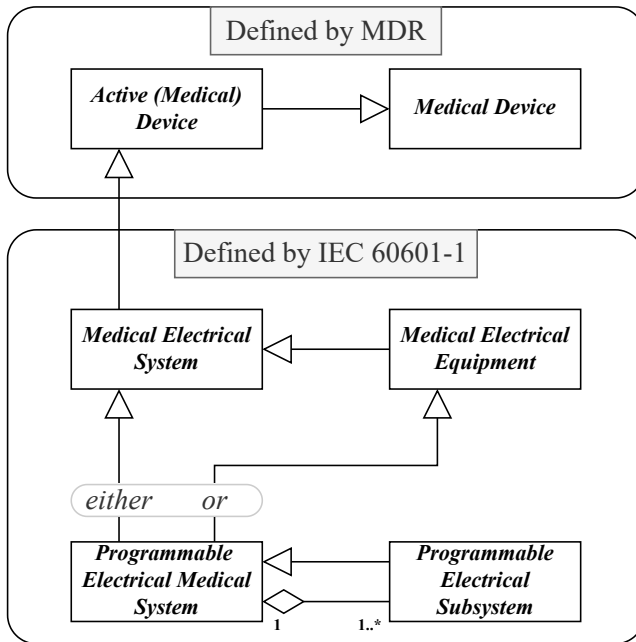 Defined by MDR
Active (Medical)
Device
Medical Device
Defined by IEC 60601-1
Medical Electrical
System
Medical Electrical
Equipment
either or
Programmable
Electrical Medical
System
Programmable
Electrical
Subsystem
1 1..*